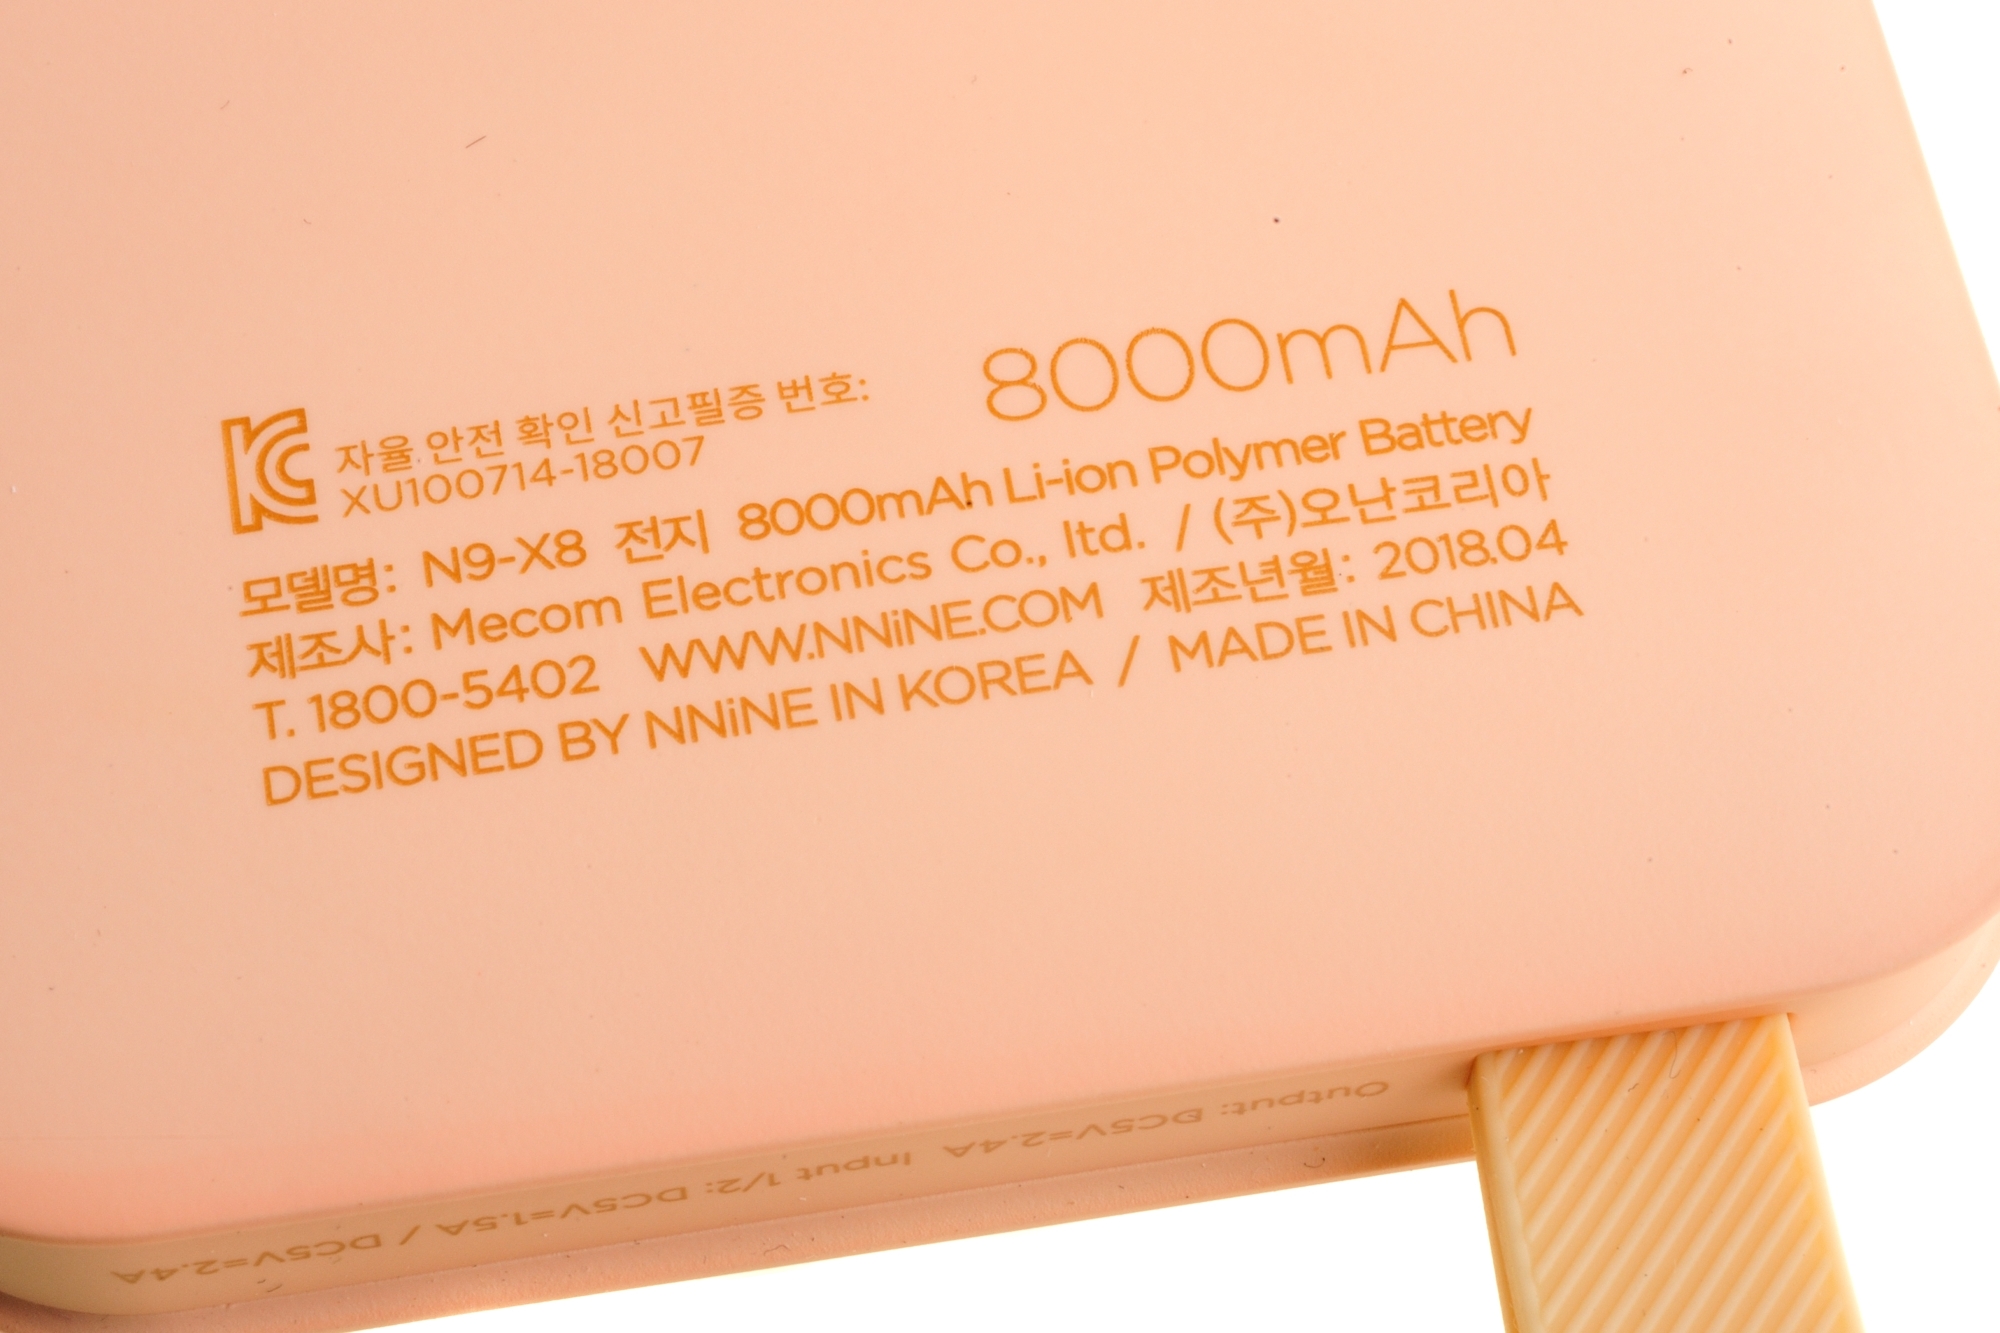 8000mAh
KC 자율 안전 확인 신고필증 번호:
XU100714-18007
모델명: N9-X8 전지 8000mAh Li-ion Polymer Battery
제조사: Mecom Electronics Co., ltd. / (주)오난코리아
T. 1800-5402 WWW.NNiNE.COM 제조년월: 2018.04
DESIGNED BY NNiNE IN KOREA / MADE IN CHINA
Output: DC5V=2.4A Input 1/2: DC5V=1.5A / DC5V=2.4A